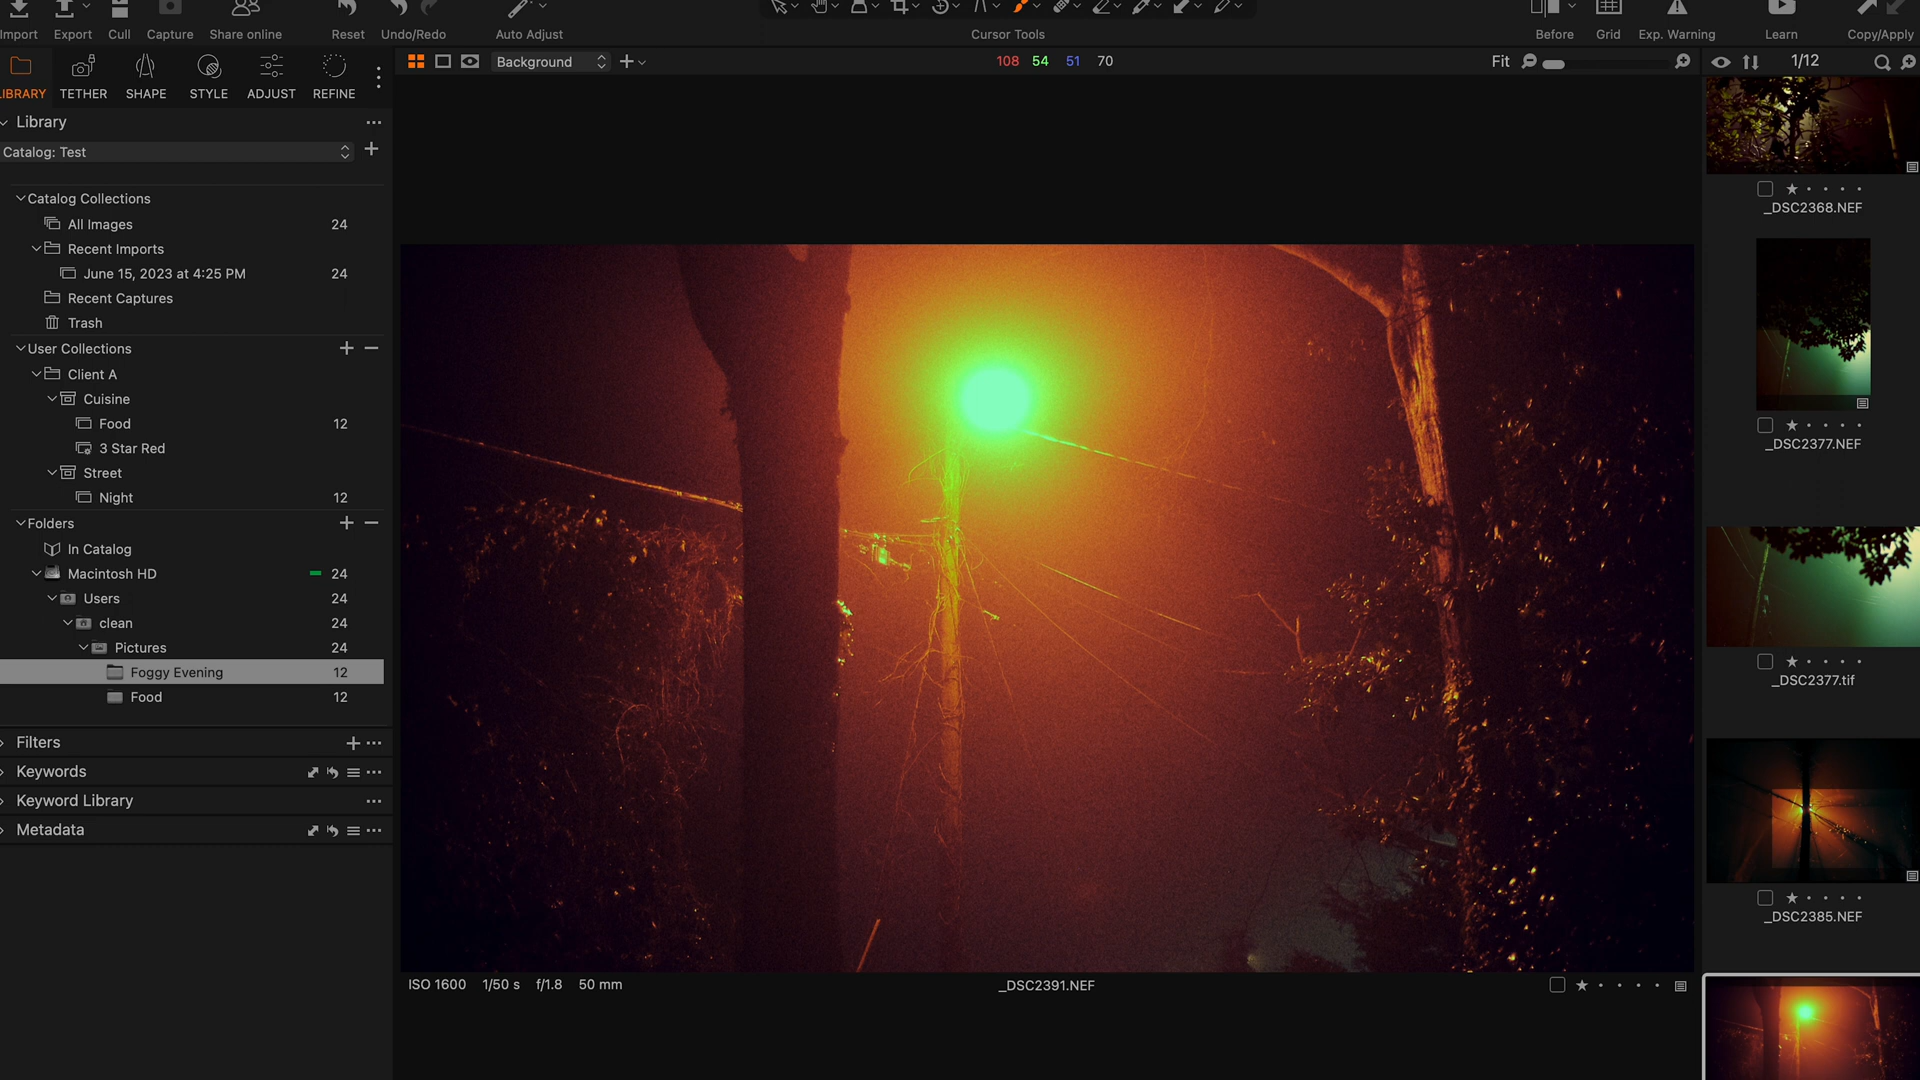 Import Export Cull Capture Share online Reset Undo/Redo Auto Adjust Cursor Tools Before Grid Exp. Warning Learn Copy/Apply
LIBRARY TETHER SHAPE STYLE ADJUST REFINE
Background
108 54 51 70
Fit
1/12
Library
Catalog: Test
Catalog Collections
All Images 24
Recent Imports
June 15, 2023 at 4:25 PM 24
Recent Captures
Trash
User Collections
Client A
Cuisine
Food 12
3 Star Red
Street
Night 12
Folders
In Catalog
Macintosh HD 24
Users 24
clean 24
Pictures 24
Foggy Evening 12
Food 12
Filters
Keywords
Keyword Library
Metadata
ISO 1600 1/50 s f/1.8 50 mm
_DSC2391.NEF
_DSC2368.NEF
_DSC2377.NEF
_DSC2377.tif
_DSC2385.NEF